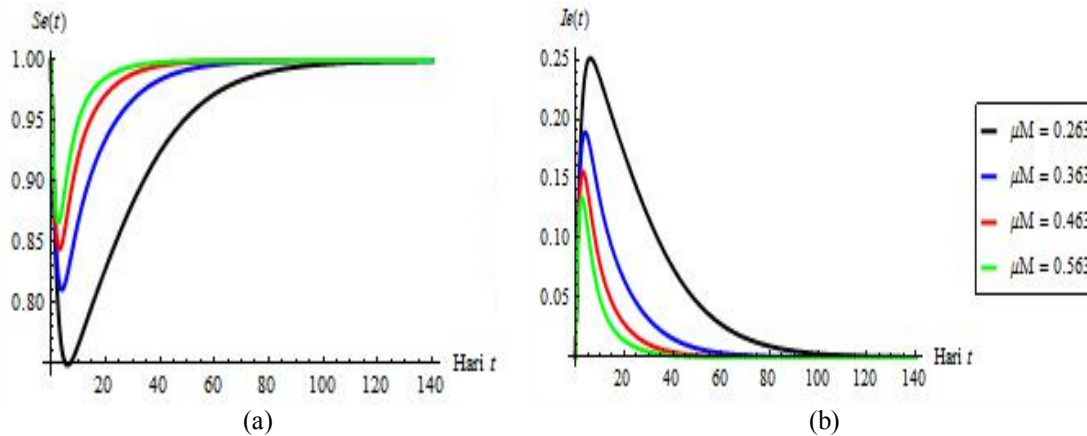 Se(t)
1.00
0.95
0.90
0.85
0.80
20 40 60 80 100 120 140
Hari t
(a)
Ie(t)
0.25
0.20
0.15
0.10
0.05
20 40 60 80 100 120 140
Hari t
(b)
μM = 0.263
μM = 0.363
μM = 0.463
μM = 0.563